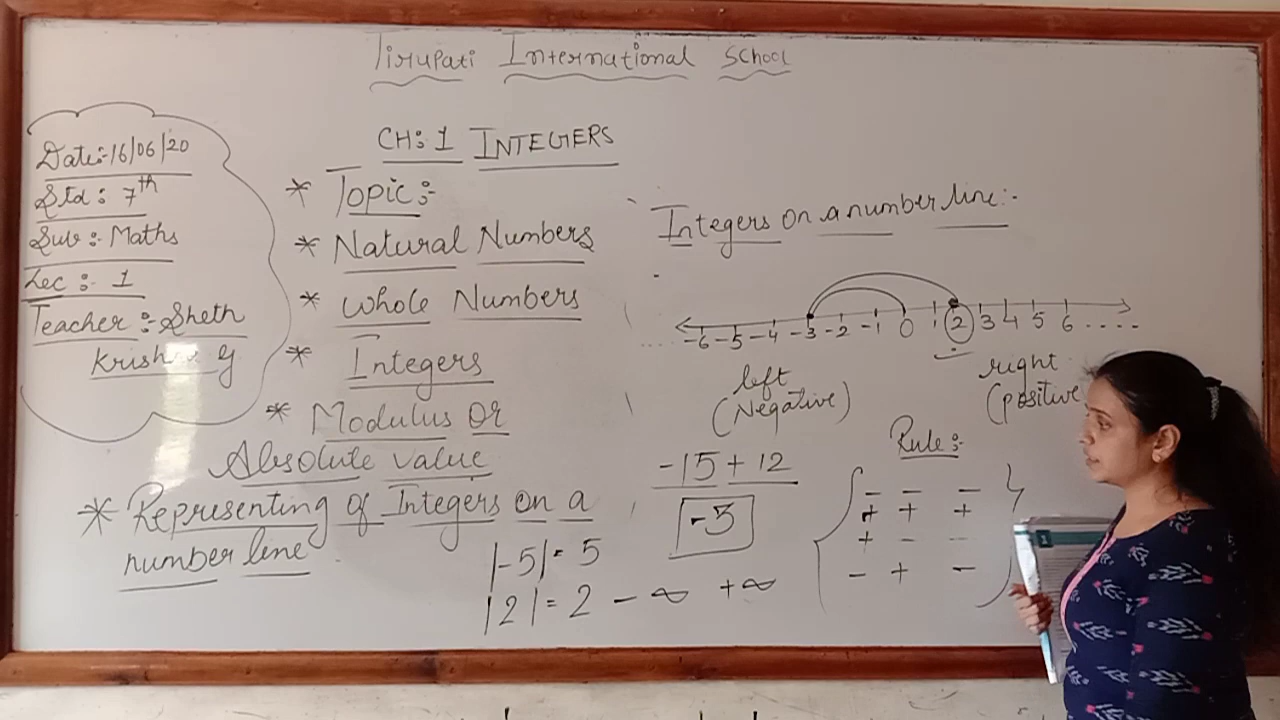 Tirupati International School
CH: 1 INTEGERS
Date:- 16/06/20
Std : 7th
Sub :- Maths
Lec :- 1
Teacher :- Sheth
* Topic :-
* Natural Numbers
* Whole Numbers
* Integers
* Modulus or
Absolute value
* Representing of Integers on a
number line
|-5| = 5
|2| = 2 - ∞ +∞
Integers on a number line :-
-6 -5 -4 -3 -2 -1 0 1 2 3 4 5 6 ....
left
(Negative)
right
(positive
-15 + 12
-3
Rule :-
- - -
+ + +
+ - -
- + -